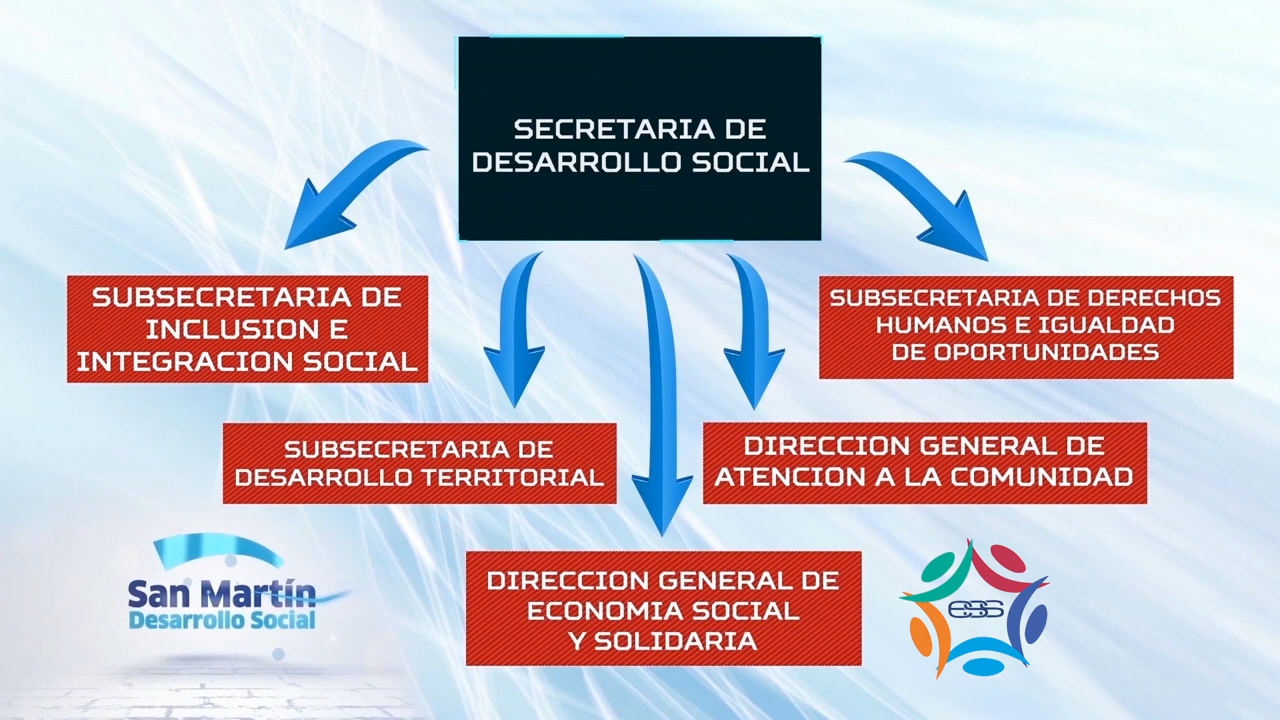 SECRETARIA DE
DESARROLLO SOCIAL
SUBSECRETARIA DE
INCLUSION E
INTEGRACION SOCIAL
SUBSECRETARIA DE DERECHOS
HUMANOS E IGUALDAD
DE OPORTUNIDADES
SUBSECRETARIA DE
DESARROLLO TERRITORIAL
DIRECCION GENERAL DE
ATENCION A LA COMUNIDAD
DIRECCION GENERAL DE
ECONOMIA SOCIAL
Y SOLIDARIA
San Martín
Desarrollo Social
ESS